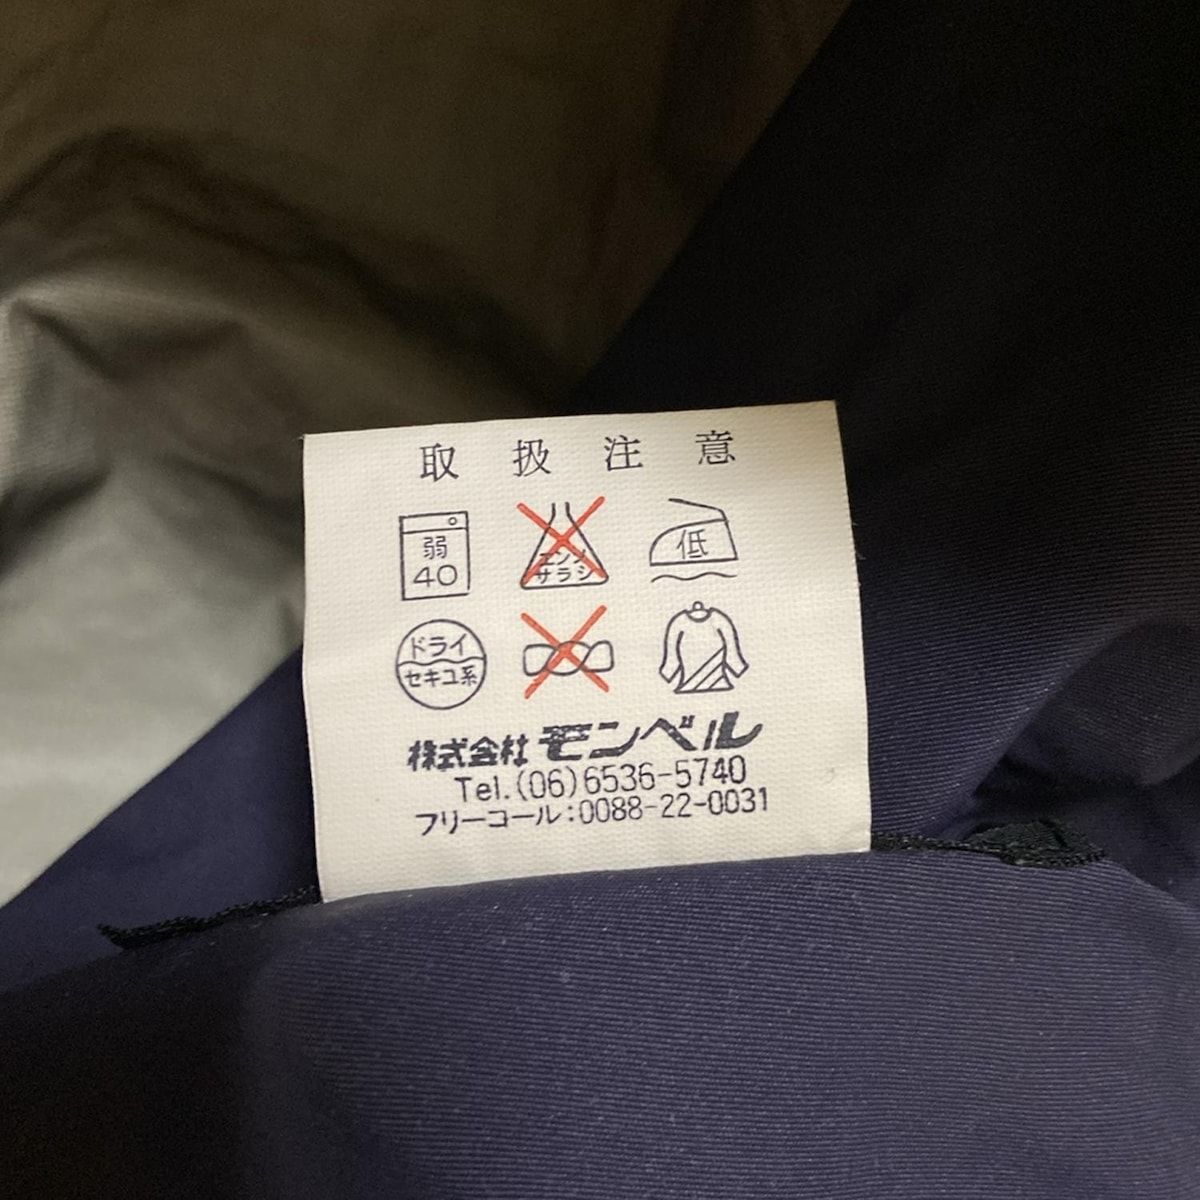 取扱注意
弱
40
エンソ
サラシ
低
ドライ
セキユ系
株式会社モンベル
Tel.(06)6536-5740
フリーコール:0088-22-0031